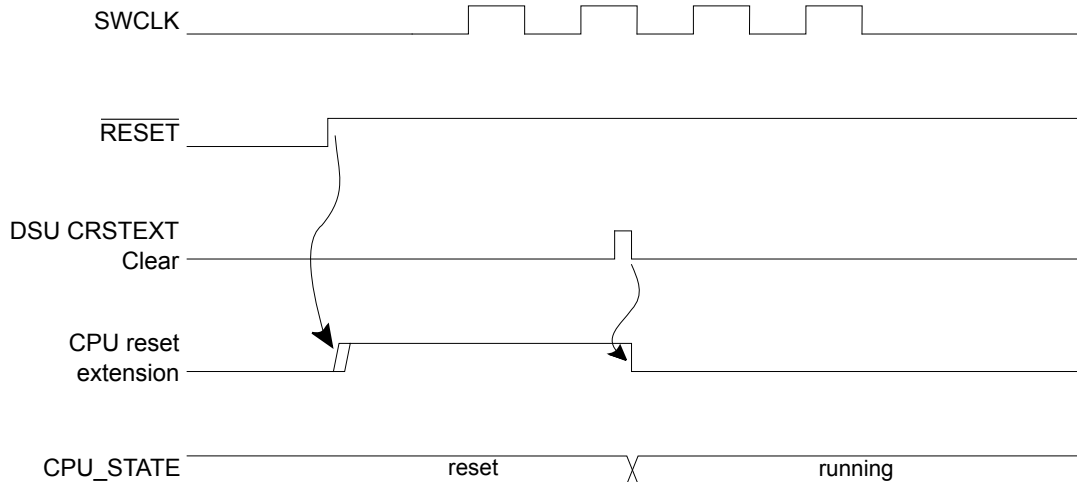 SWCLK
RESET
DSU CRSTEXT
Clear
CPU reset
extension
CPU_STATE reset running